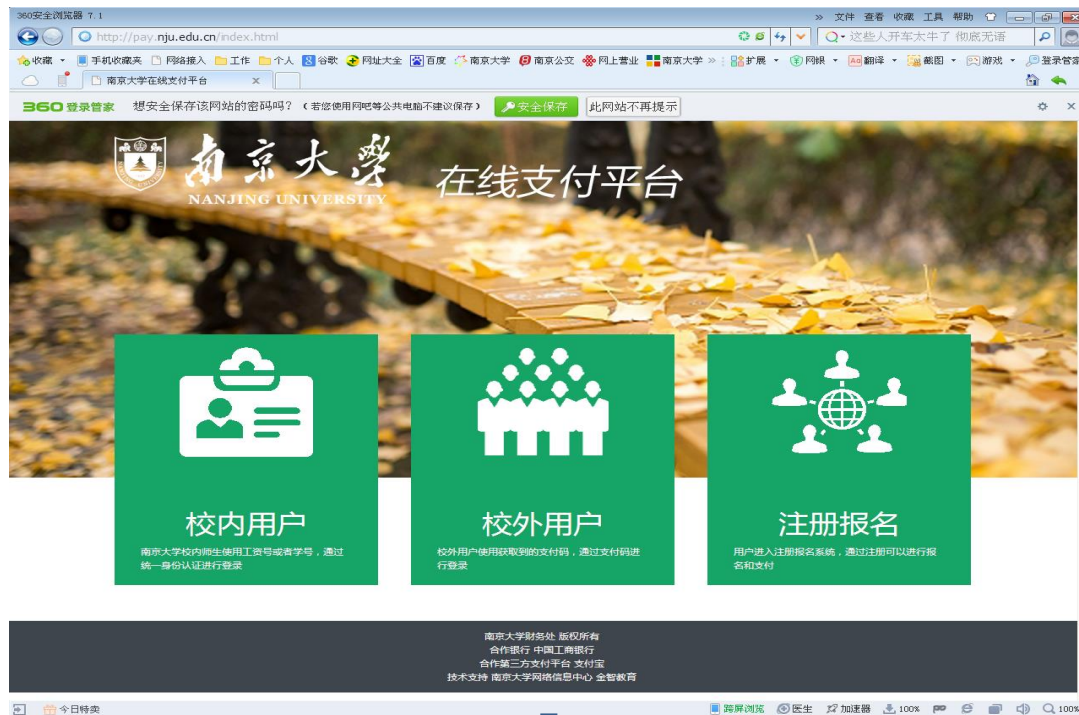 360安全浏览器 7.1
» 文件 查看 收藏 工具 帮助
http://pay.nju.edu.cn/index.html
这些人开车太牛了 彻底无语
收藏 手机收藏夹 网络接入 工作 个人 谷歌 网址大全 百度 南京大学 南京公交 网上营业 南京大学 » 扩展 网银 翻译 截图 游戏 登录管家
南京大学在线支付平台
360 登录管家 想安全保存该网站的密码吗？（若您使用网吧等公共电脑不建议保存） 安全保存 此网站不再提示
南京大學
NANJING UNIVERSITY
在线支付平台
校内用户
南京大学校内师生使用工资号或者学号，通过
统一身份认证进行登录
校外用户
校外用户使用获取到的支付码，通过支付码进
行登录
注册报名
用户进入注册报名系统，通过注册可以进行报
名和支付
南京大学财务处 版权所有
合作银行 中国工商银行
合作第三方支付平台 支付宝
技术支持 南京大学网络信息中心 金智教育
今日特卖
跨屏浏览 医生 加速器 100% 100%